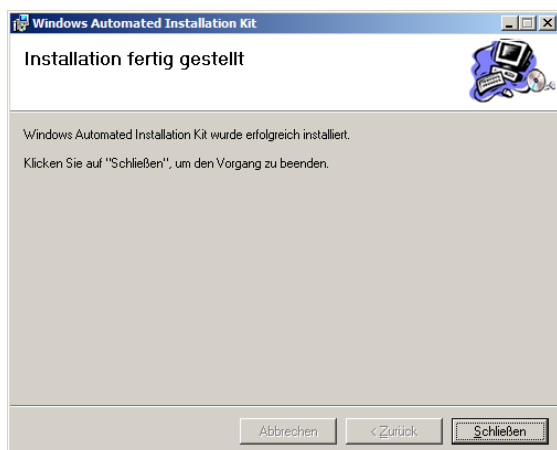 Windows Automated Installation Kit
Installation fertig gestellt
Windows Automated Installation Kit wurde erfolgreich installiert.
Klicken Sie auf "Schließen", um den Vorgang zu beenden.
Abbrechen
< Zurück
Schließen